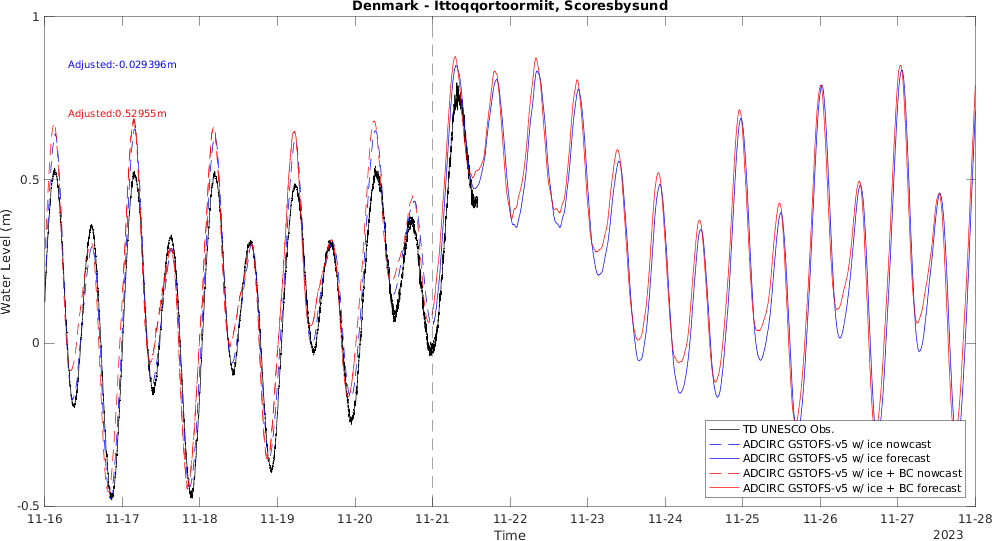 Denmark - Ittoqqortoormiit, Scoresbysund
Adjusted:-0.029396m
Adjusted:0.52955m
Water Level (m)
1
0.5
0
-0.5
11-16 11-17 11-18 11-19 11-20 11-21 11-22 11-23 11-24 11-25 11-26 11-27 11-28
Time
2023
TD UNESCO Obs.
ADCIRC GSTOFS-v5 w/ ice nowcast
ADCIRC GSTOFS-v5 w/ ice forecast
ADCIRC GSTOFS-v5 w/ ice + BC nowcast
ADCIRC GSTOFS-v5 w/ ice + BC forecast